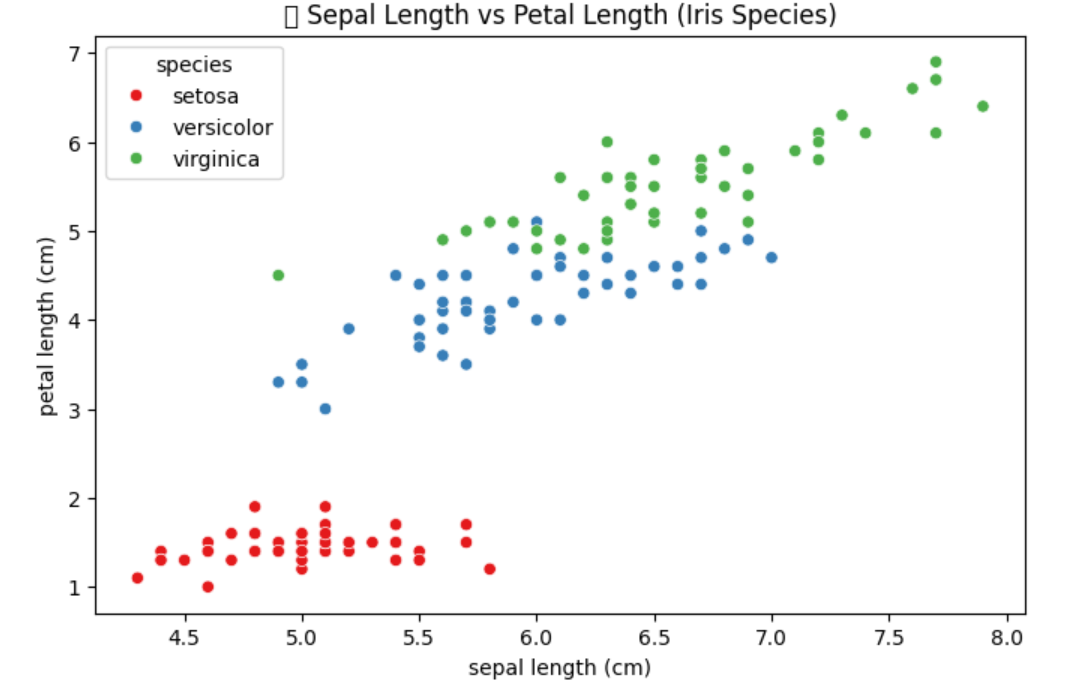 Sepal Length vs Petal Length (Iris Species)
species
setosa
versicolor
virginica
7
6
5
4
3
2
1
petal length (cm)
4.5 5.0 5.5 6.0 6.5 7.0 7.5 8.0
sepal length (cm)